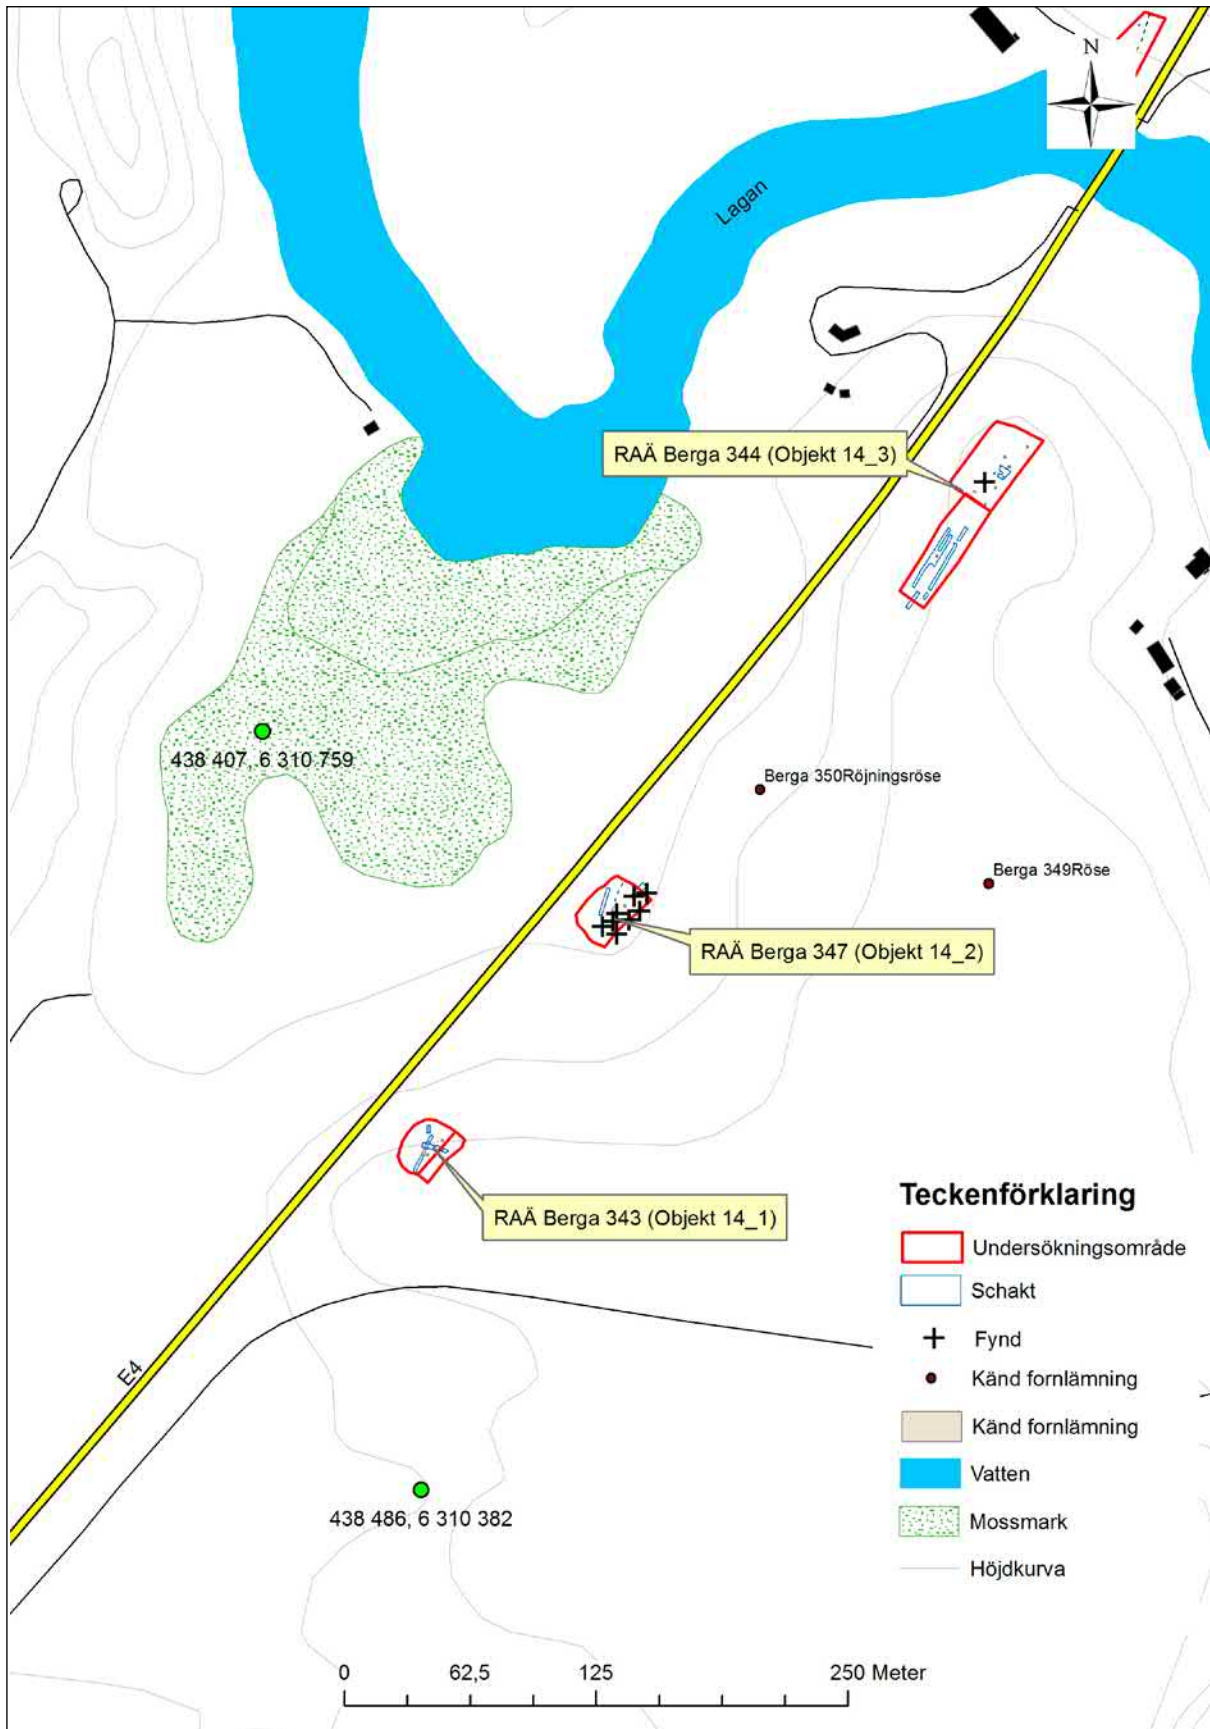 N
Lagan
RAÄ Berga 344 (Objekt 14_3)
438 407, 6 310 759
Berga 350Röjningsröse
Berga 349Röse
RAÄ Berga 347 (Objekt 14_2)
RAÄ Berga 343 (Objekt 14_1)
E4
438 486, 6 310 382
Teckenförklaring
Undersökningsområde
Schakt
Fynd
Känd fornlämning
Känd fornlämning
Vatten
Mossmark
Höjdkurva
0 62,5 125 250 Meter